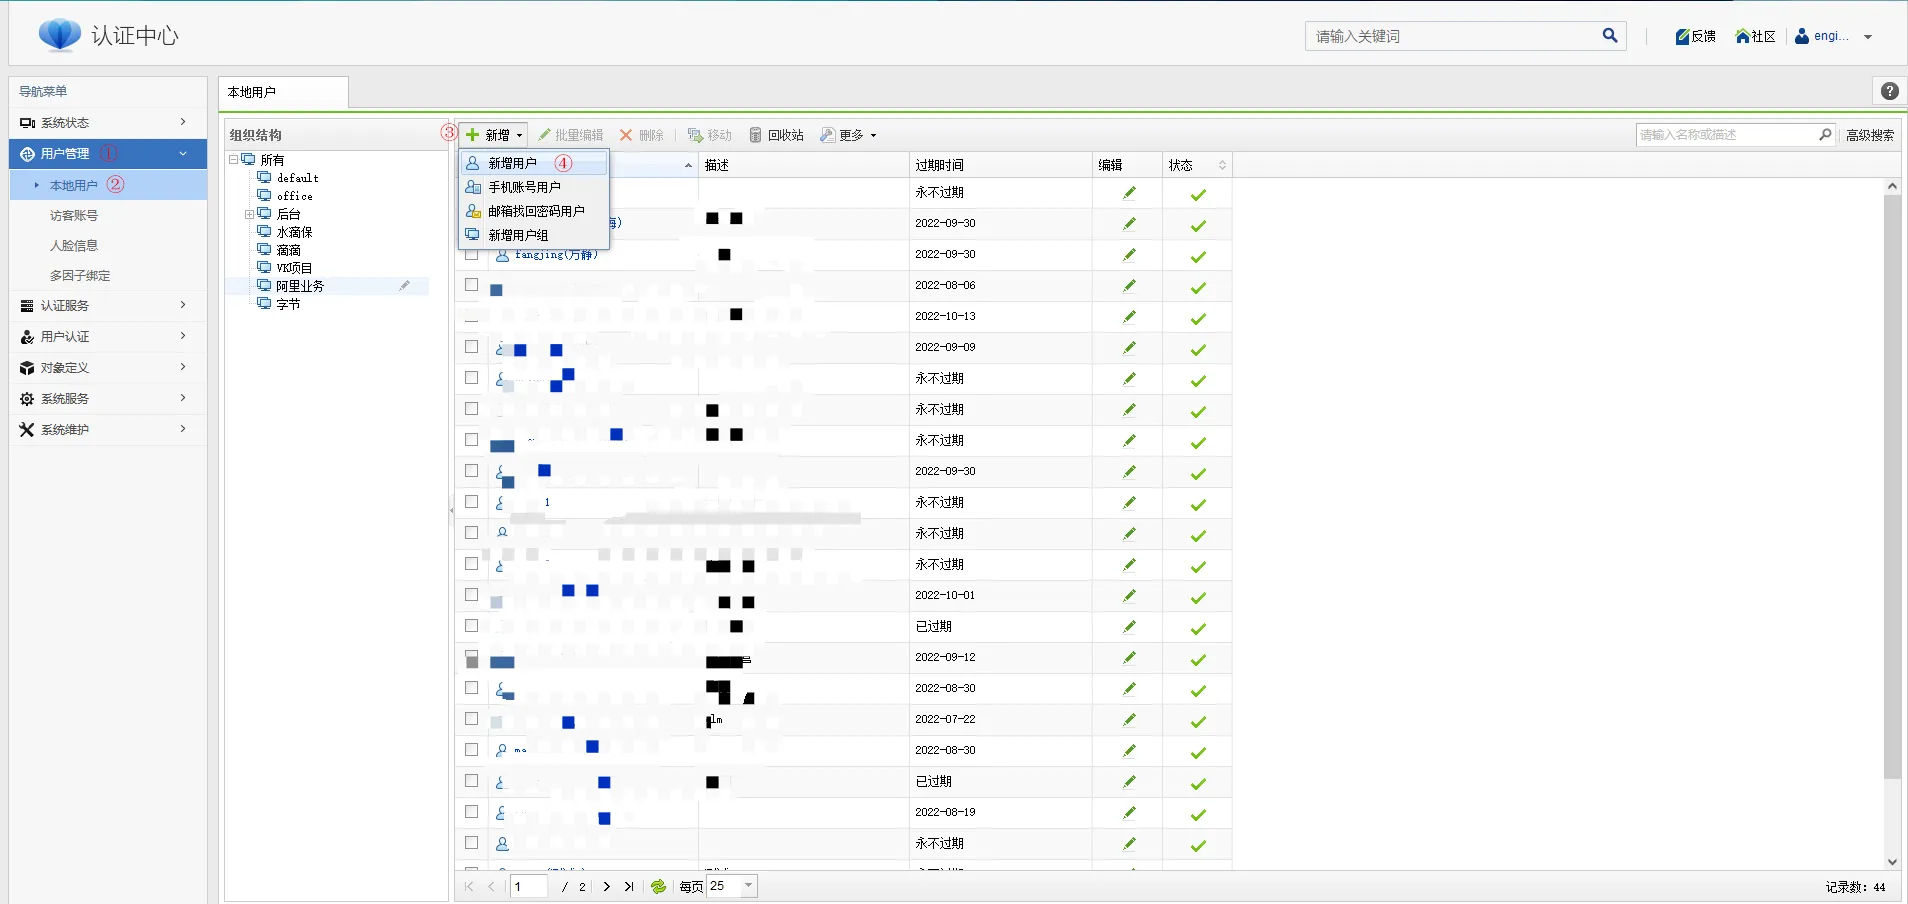 认证中心
请输入关键词
反馈
社区
engi...
导航菜单
系统状态
用户管理 ①
本地用户 ②
访客账号
人脸信息
多因子绑定
认证服务
用户认证
对象定义
系统服务
系统维护
本地用户
组织结构
所有
default
office
后台
水滴保
滴滴
VK项目
阿里业务
字节
③ 新增 批量编辑 删除 移动 回收站 更多
请输入名称或描述 高级搜索
新增用户 ④
手机账号用户
邮箱找回密码用户
新增用户组
描述 过期时间 编辑 状态
永不过期
2022-09-30
fangjing(万静) 2022-09-30
2022-08-06
2022-10-13
2022-09-09
永不过期
永不过期
永不过期
2022-09-30
1 永不过期
永不过期
永不过期
2022-10-01
已过期
2022-09-12
2022-08-30
lm 2022-07-22
ma 2022-08-30
已过期
2022-08-19
永不过期
1 / 2 每页 25
记录数: 44